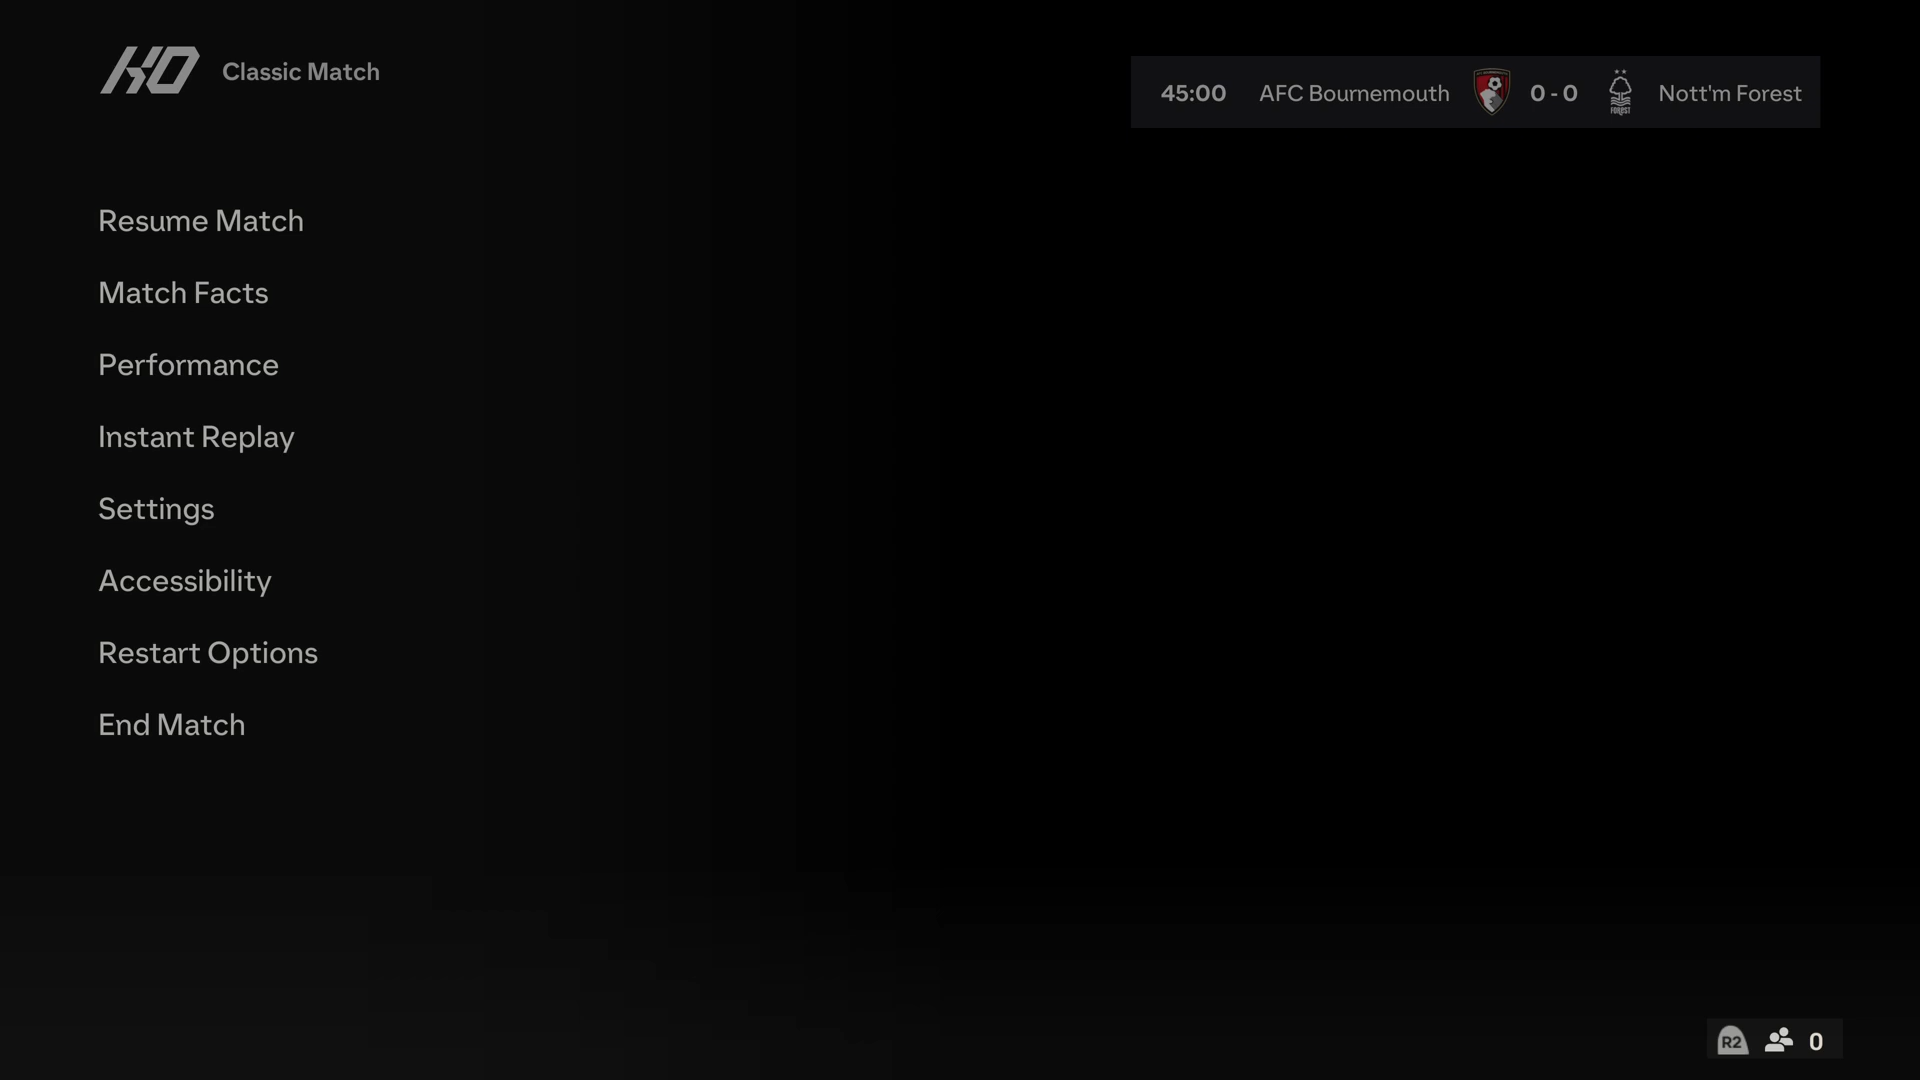 KO Classic Match
45:00 AFC Bournemouth 0 - 0 FOREST Nott'm Forest
Resume Match
Match Facts
Performance
Instant Replay
Settings
Accessibility
Restart Options
End Match
R2 0